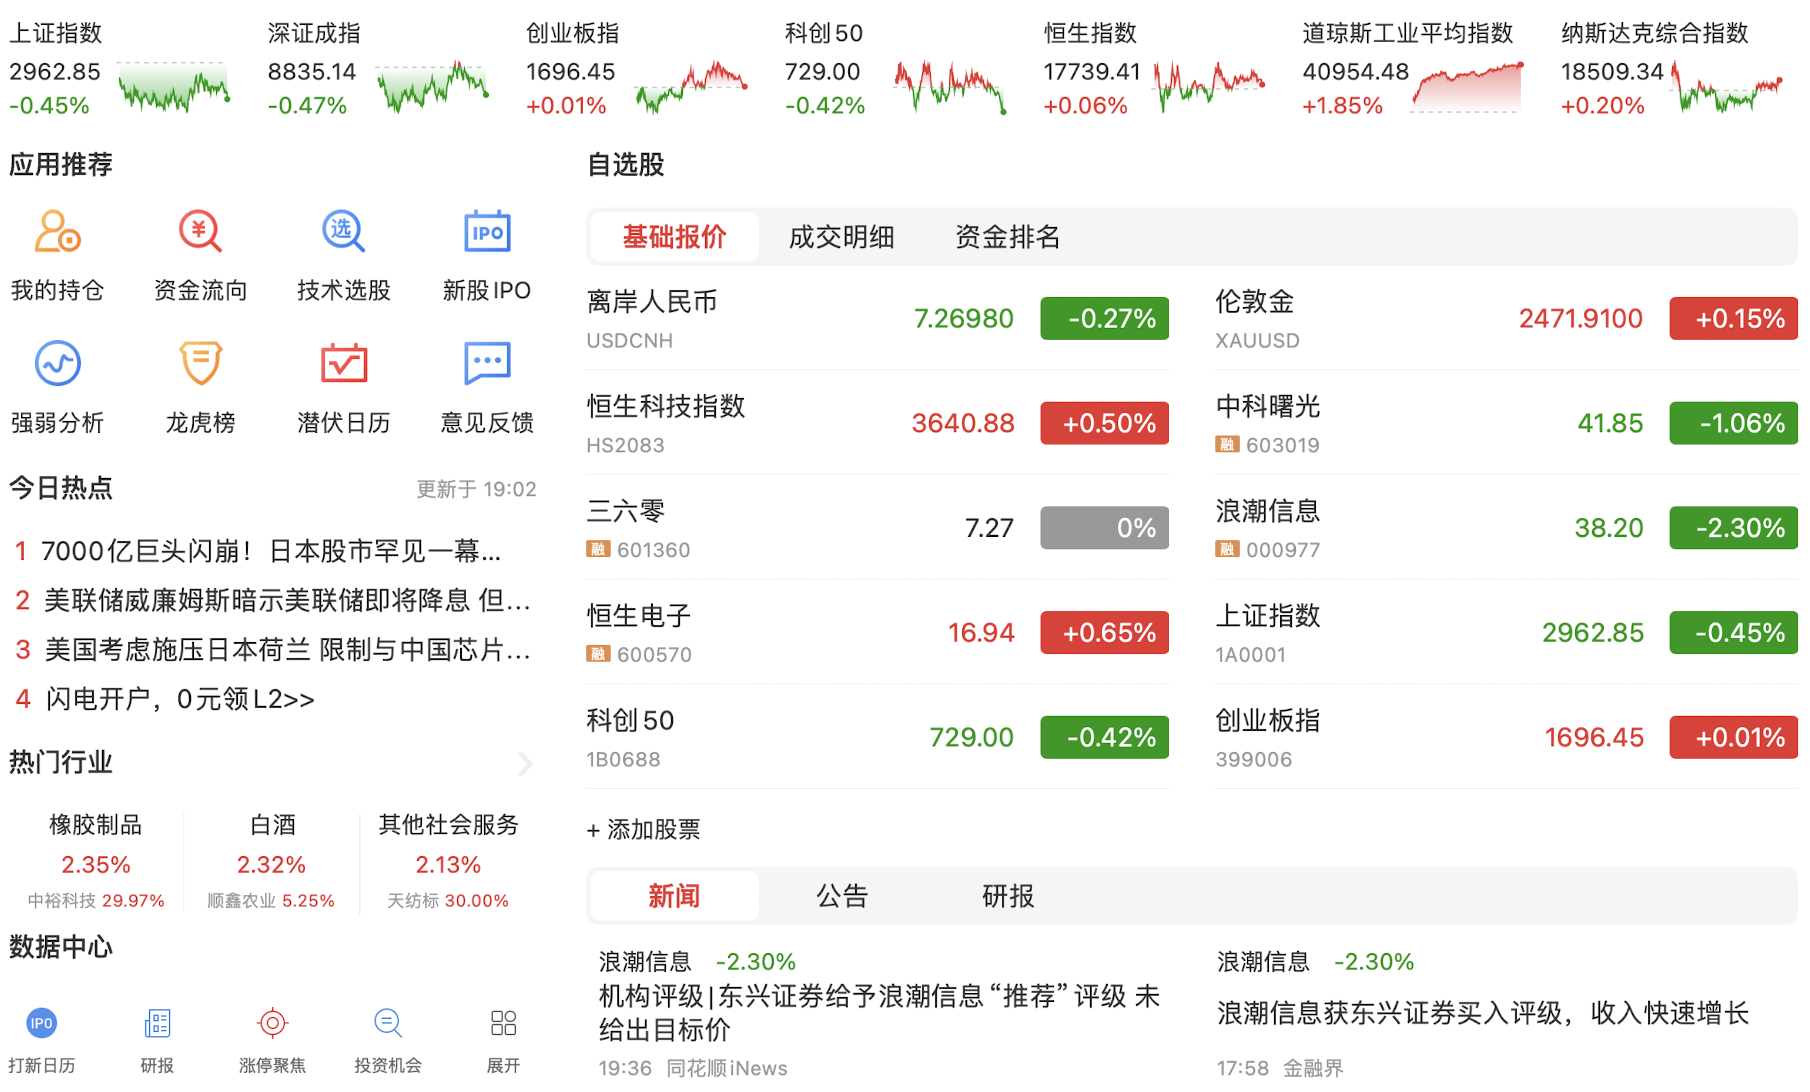 上证指数
2962.85
-0.45%
深证成指
8835.14
-0.47%
创业板指
1696.45
+0.01%
科创50
729.00
-0.42%
恒生指数
17739.41
+0.06%
道琼斯工业平均指数
40954.48
+1.85%
纳斯达克综合指数
18509.34
+0.20%
应用推荐
¥
选
IPO
我的持仓
资金流向
技术选股
新股IPO
强弱分析
龙虎榜
潜伏日历
意见反馈
今日热点
更新于 19:02
1 7000亿巨头闪崩！日本股市罕见一幕...
2 美联储威廉姆斯暗示美联储即将降息 但...
3 美国考虑施压日本荷兰 限制与中国芯片...
4 闪电开户，0元领L2>>
热门行业
橡胶制品
2.35%
中裕科技 29.97%
白酒
2.32%
顺鑫农业 5.25%
其他社会服务
2.13%
天纺标 30.00%
数据中心
IPO
打新日历
研报
涨停聚焦
投资机会
展开
自选股
基础报价 成交明细 资金排名
离岸人民币
USDCNH
7.26980
-0.27%
伦敦金
XAUUSD
2471.9100
+0.15%
恒生科技指数
HS2083
3640.88
+0.50%
中科曙光
融 603019
41.85
-1.06%
三六零
融 601360
7.27
0%
浪潮信息
融 000977
38.20
-2.30%
恒生电子
融 600570
16.94
+0.65%
上证指数
1A0001
2962.85
-0.45%
科创50
1B0688
729.00
-0.42%
创业板指
399006
1696.45
+0.01%
+ 添加股票
新闻 公告 研报
浪潮信息 -2.30%
机构评级|东兴证券给予浪潮信息“推荐”评级 未
给出目标价
19:36 同花顺iNews
浪潮信息 -2.30%
浪潮信息获东兴证券买入评级，收入快速增长
17:58 金融界